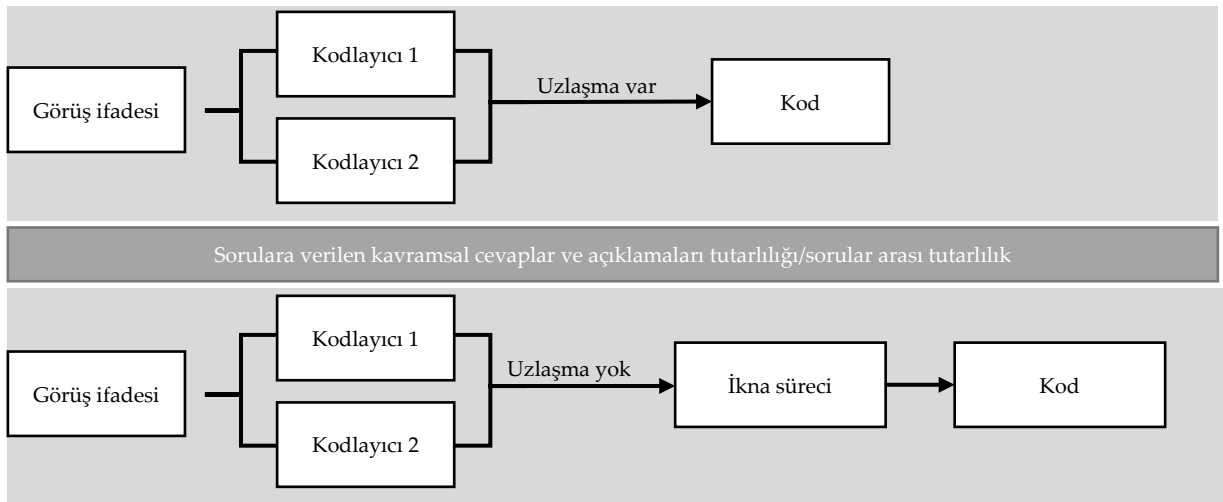 Görüş ifadesi
Kodlayıcı 1
Kodlayıcı 2
Uzlaşma var
Kod
Sorulara verilen kavramsal cevaplar ve açıklamaları tutarlılığı/sorular arası tutarlılık
Görüş ifadesi
Kodlayıcı 1
Kodlayıcı 2
Uzlaşma yok
İkna süreci
Kod